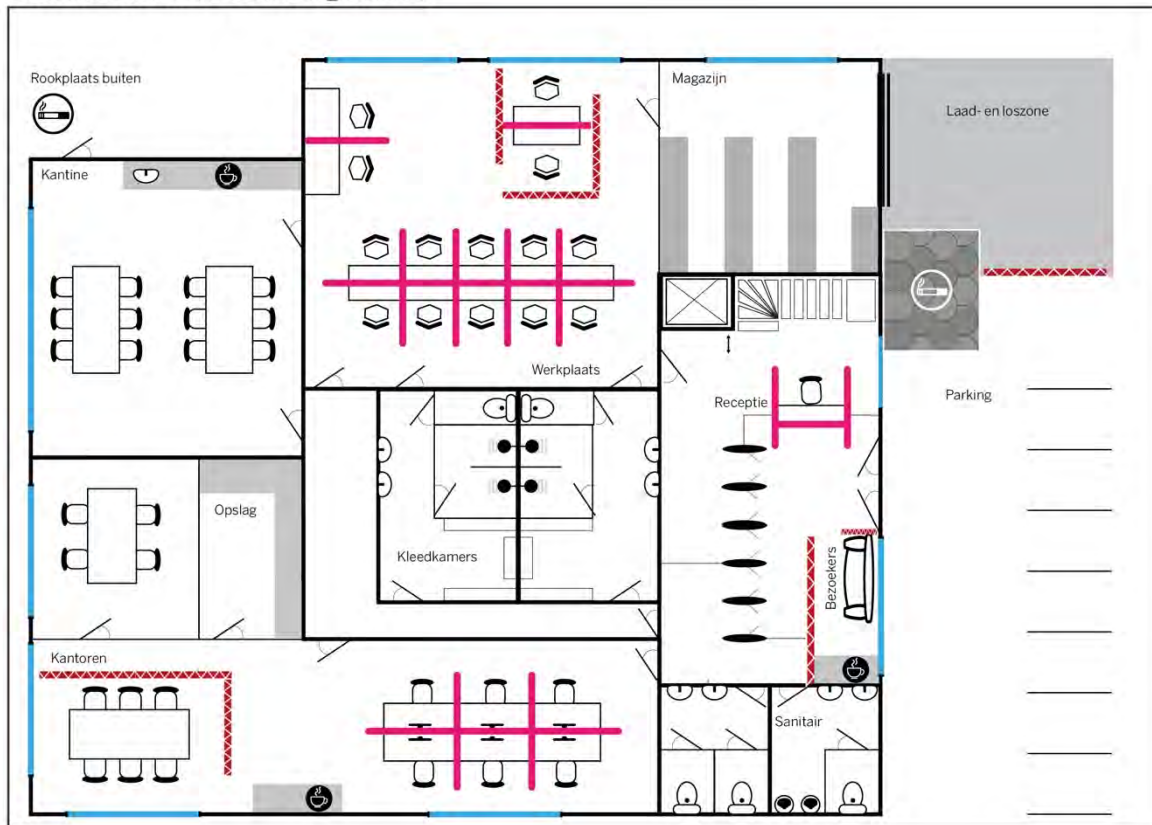 Rookplaats buiten
Magazijn
Laad- en loszone
Kantine
Werkplaats
Receptie
Parking
Opslag
Kleedkamers
Bezoekers
Kantoren
Sanitair